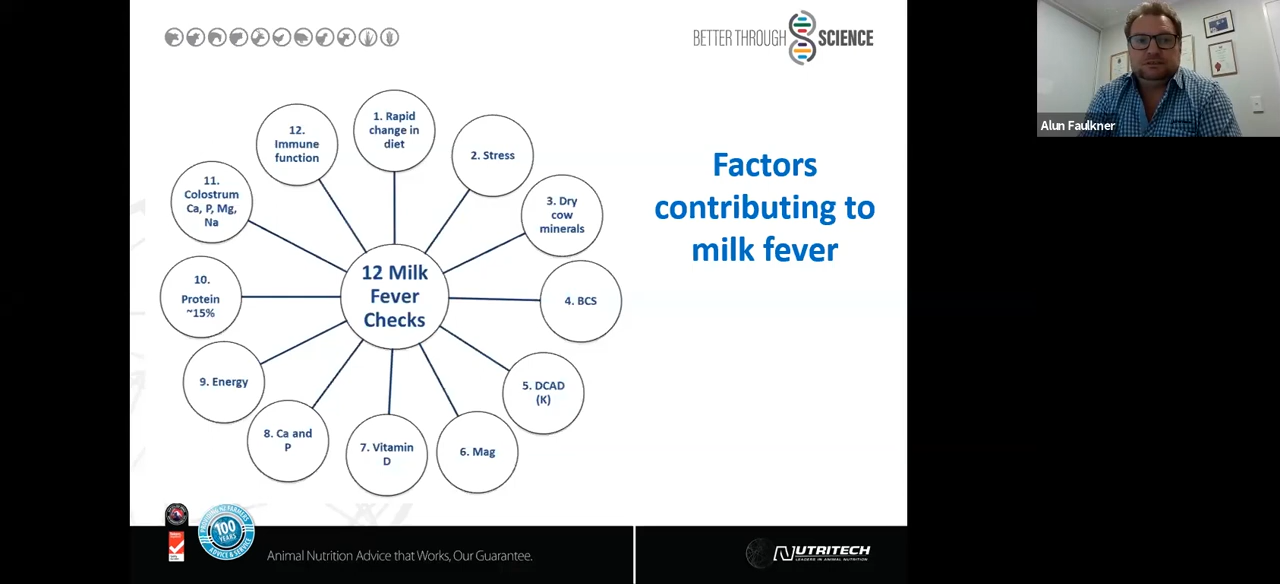 BETTER THROUGH SCIENCE
Alun Faulkner
Factors
contributing to
milk fever
12 Milk
Fever
Checks
1. Rapid
change in
diet
2. Stress
3. Dry
cow
minerals
4. BCS
5. DCAD
(K)
6. Mag
7. Vitamin
D
8. Ca and
P
9. Energy
10.
Protein
~15%
11.
Colostrum
Ca, P, Mg,
Na
12.
Immune
function
100
YEARS
ADVICE & SERVICE
Animal Nutrition Advice that Works, Our Guarantee.
NUTRITECH
LEADERS IN ANIMAL NUTRITION